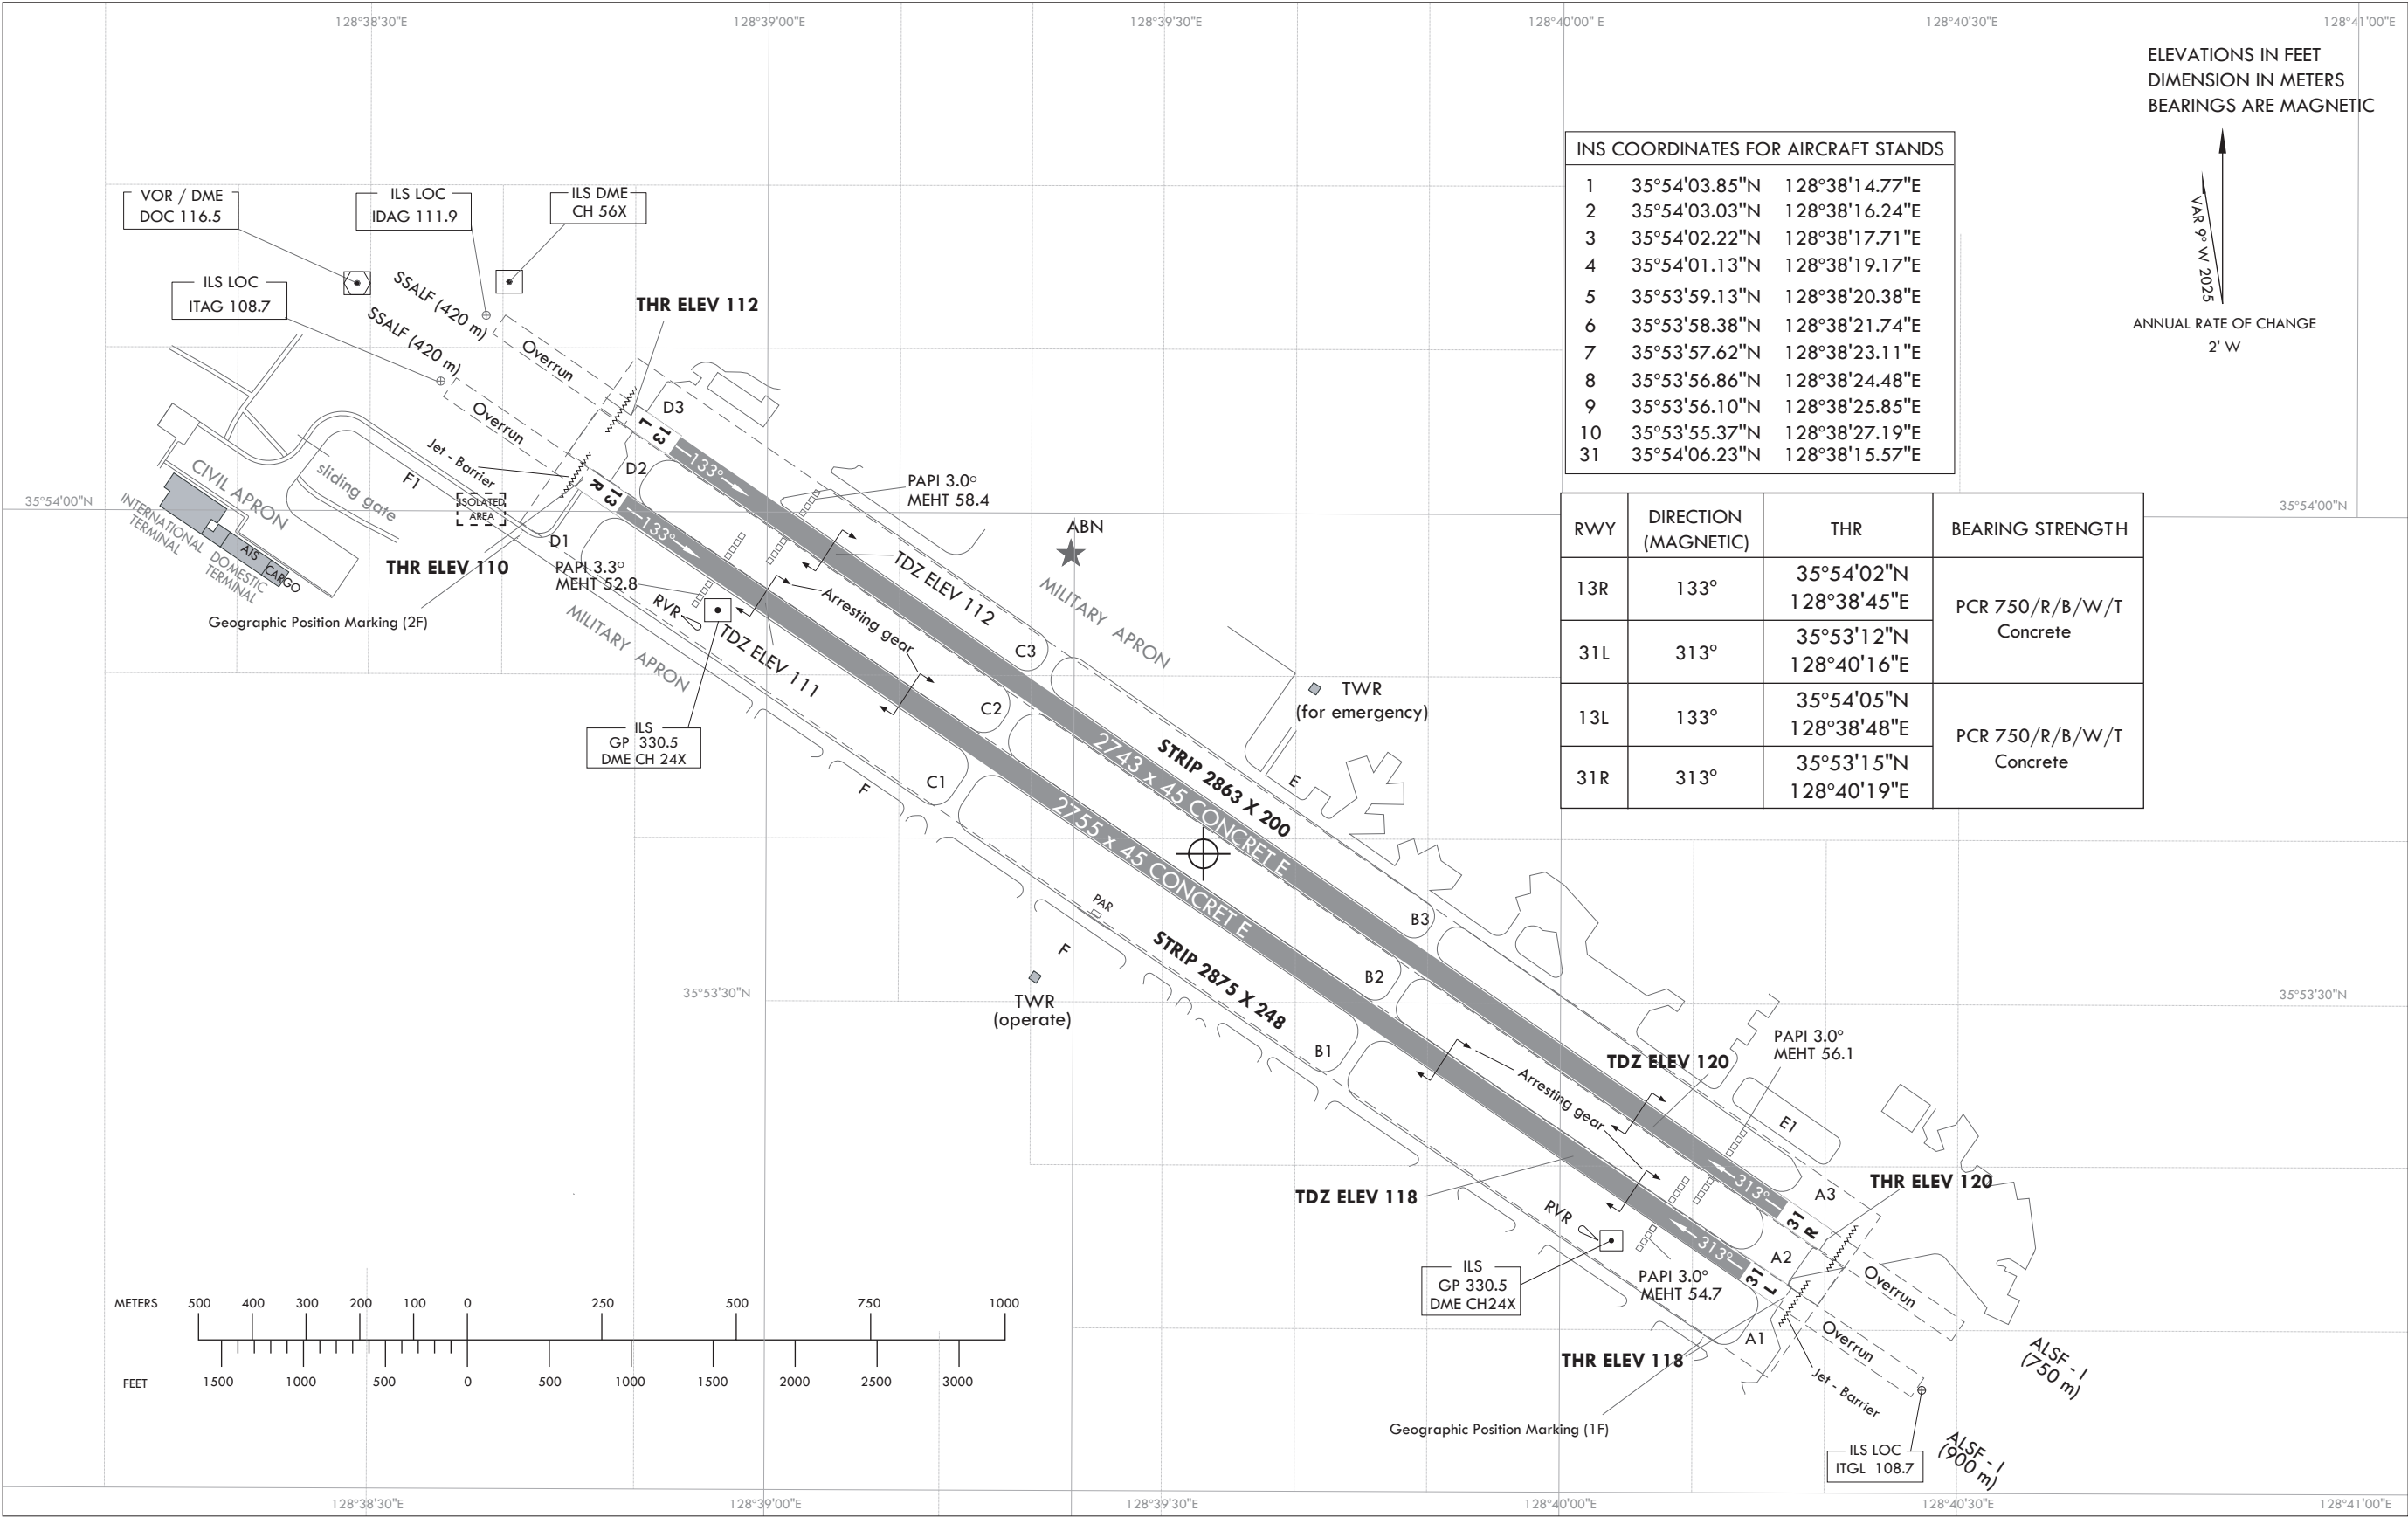 128°38'30"E
128°39'00"E
128°39'30"E
128°40'00" E
128°40'30"E
128°41'00"E
ELEVATIONS IN FEET
DIMENSION IN METERS
BEARINGS ARE MAGNETIC
VAR 9° W 2025
ANNUAL RATE OF CHANGE
2' W
INS COORDINATES FOR AIRCRAFT STANDS
1 35°54'03.85"N 128°38'14.77"E
2 35°54'03.03"N 128°38'16.24"E
3 35°54'02.22"N 128°38'17.71"E
4 35°54'01.13"N 128°38'19.17"E
5 35°53'59.13"N 128°38'20.38"E
6 35°53'58.38"N 128°38'21.74"E
7 35°53'57.62"N 128°38'23.11"E
8 35°53'56.86"N 128°38'24.48"E
9 35°53'56.10"N 128°38'25.85"E
10 35°53'55.37"N 128°38'27.19"E
31 35°54'06.23"N 128°38'15.57"E
RWY
DIRECTION
(MAGNETIC)
THR
BEARING STRENGTH
13R
133°
35°54'02"N
128°38'45"E
PCR 750/R/B/W/T
Concrete
31L
313°
35°53'12"N
128°40'16"E
13L
133°
35°54'05"N
128°38'48"E
PCR 750/R/B/W/T
Concrete
31R
313°
35°53'15"N
128°40'19"E
VOR / DME
DOC 116.5
ILS LOC
IDAG 111.9
ILS DME
CH 56X
ILS LOC
ITAG 108.7
SSALF (420 m)
SSALF (420 m)
Overrun
Overrun
THR ELEV 112
D3
13
L
133°
D2
Jet - Barrier
13
R
133°
PAPI 3.0°
MEHT 58.4
ABN
CIVIL APRON
sliding gate
F1
ISOLATED
AREA
35°54'00"N
35°54'00"N
INTERNATIONAL
TERMINAL
DOMESTIC
TERMINAL
AIS
CARGO
D1
THR ELEV 110
PAPI 3.3°
MEHT 52.8
Geographic Position Marking (2F)
RVR
MILITARY APRON
TDZ ELEV 111
Arresting gear
TDZ ELEV 112
MILITARY APRON
C3
C2
C1
ILS
GP 330.5
DME CH 24X
TWR
(for emergency)
F
E
2743 x 45 CONCRET E
STRIP 2863 X 200
2755 x 45 CONCRET E
STRIP 2875 X 248
PAR
F
TWR
(operate)
35°53'30"N
35°53'30"N
B3
B2
B1
PAPI 3.0°
MEHT 56.1
TDZ ELEV 120
Arresting gear
E1
TDZ ELEV 118
THR ELEV 120
A3
313°
31
R
A2
313°
31
L
A1
RVR
ILS
GP 330.5
DME CH24X
PAPI 3.0°
MEHT 54.7
Overrun
Overrun
THR ELEV 118
Jet - Barrier
ALSF - I
(750 m)
ALSF - I
(900 m)
Geographic Position Marking (1F)
ILS LOC
ITGL 108.7
METERS 500 400 300 200 100 0 250 500 750 1000
FEET 1500 1000 500 0 500 1000 1500 2000 2500 3000
128°38'30"E
128°39'00"E
128°39'30"E
128°40'00"E
128°40'30"E
128°41'00"E